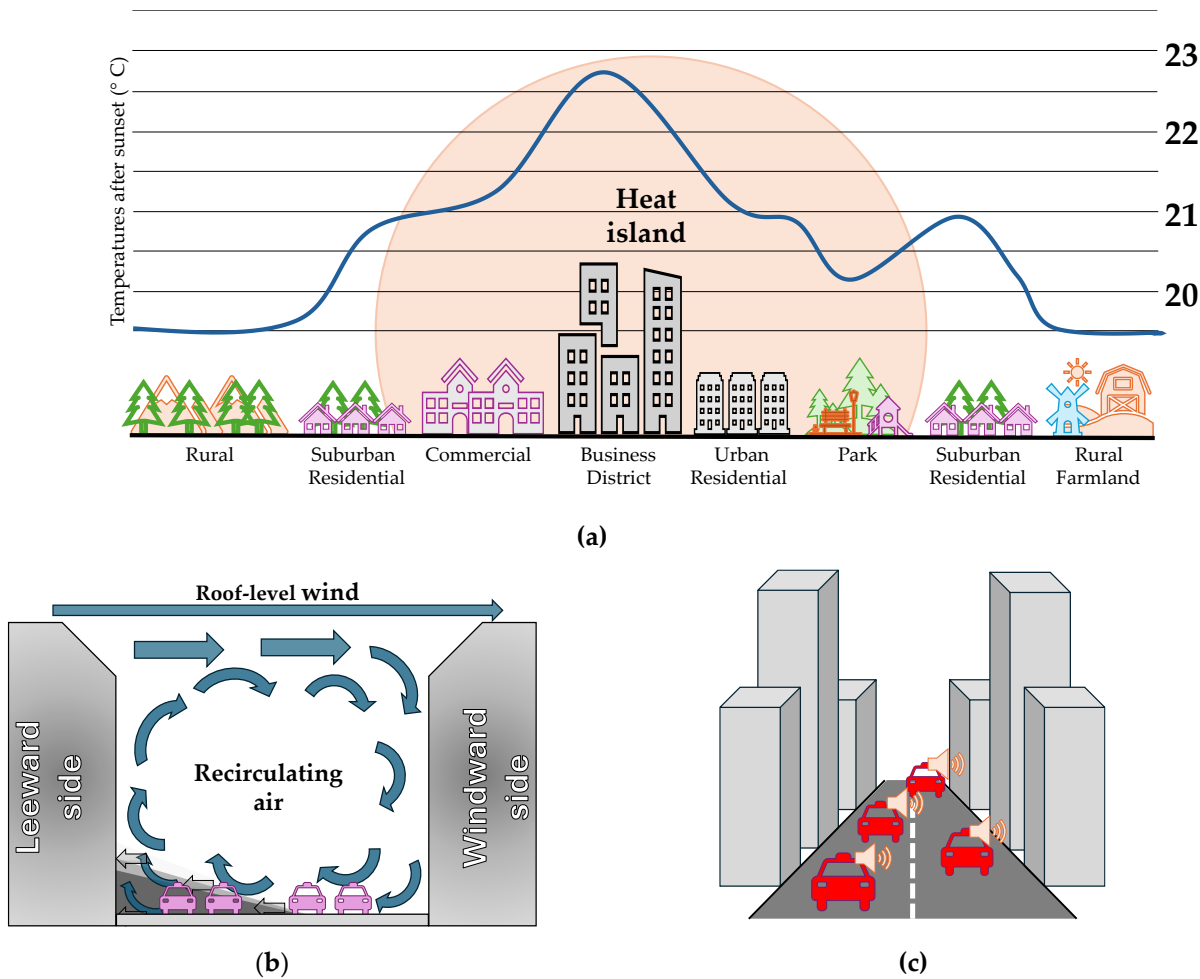 Temperatures after sunset (° C)
23
22
21
20
Heat
island
Rural
Suburban
Residential
Commercial
Business
District
Urban
Residential
Park
Suburban
Residential
Rural
Farmland
(a)
Roof-level wind
Leeward
side
Recirculating
air
Windward
side
(b)
(c)